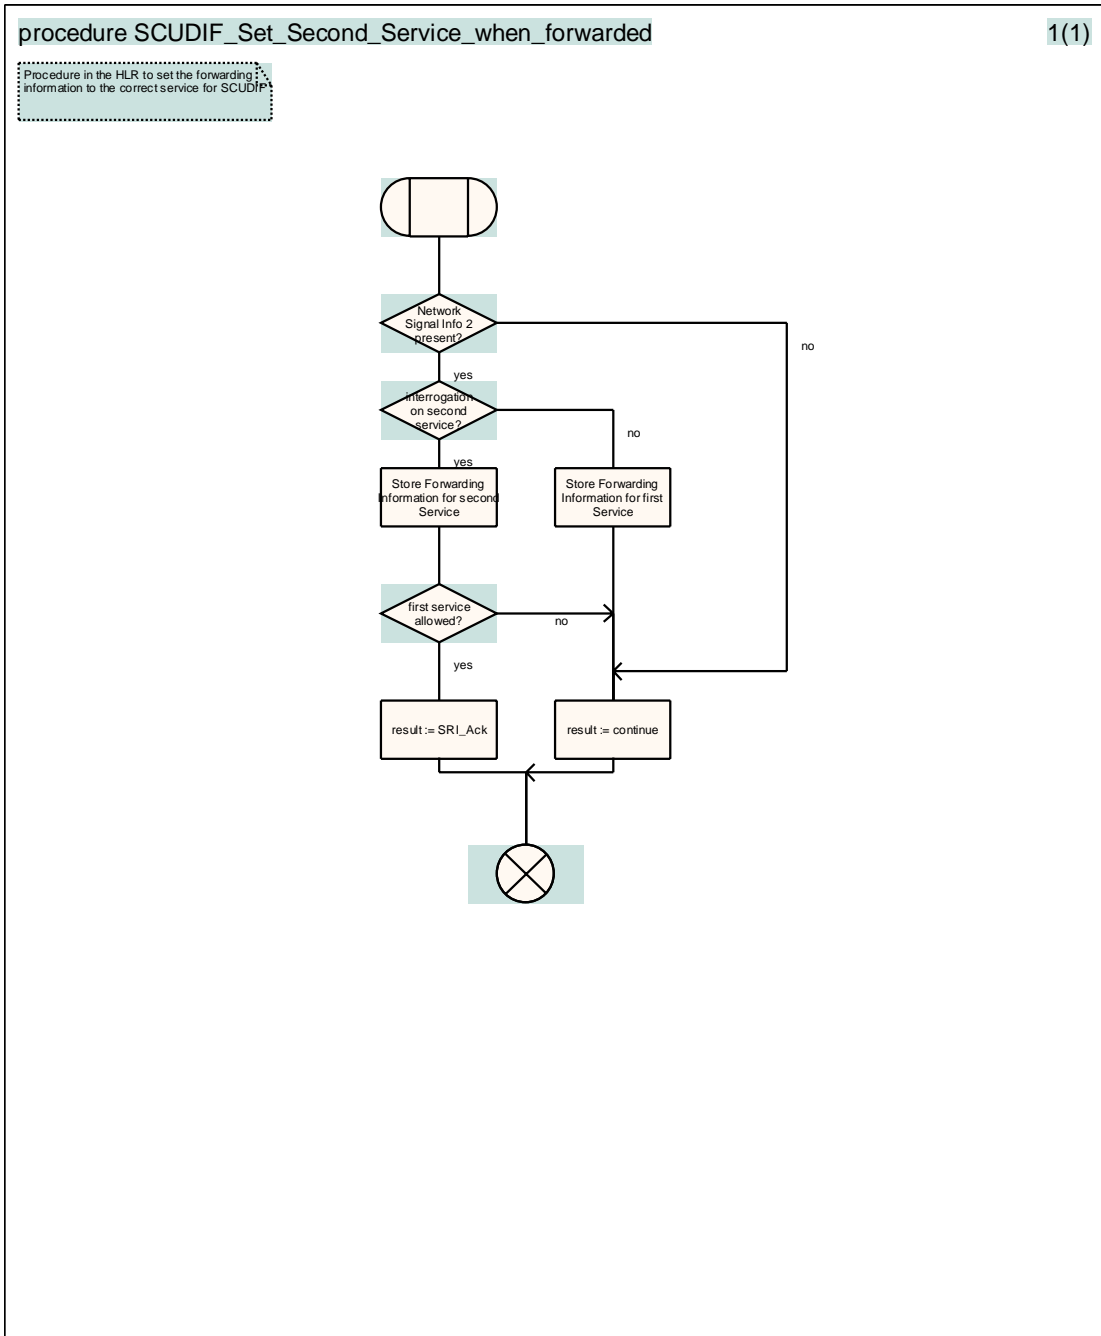 procedure SCUDIF_Set_Second_Service_when_forwarded
1(1)
Procedure in the HLR to set the forwarding
information to the correct service for SCUDIF
Network
Signal Info 2
present?
no
yes
interrogation
on second
service?
no
yes
Store Forwarding
Information for second
Service
Store Forwarding
Information for first
Service
first service
allowed?
no
yes
result := SRI_Ack
result := continue